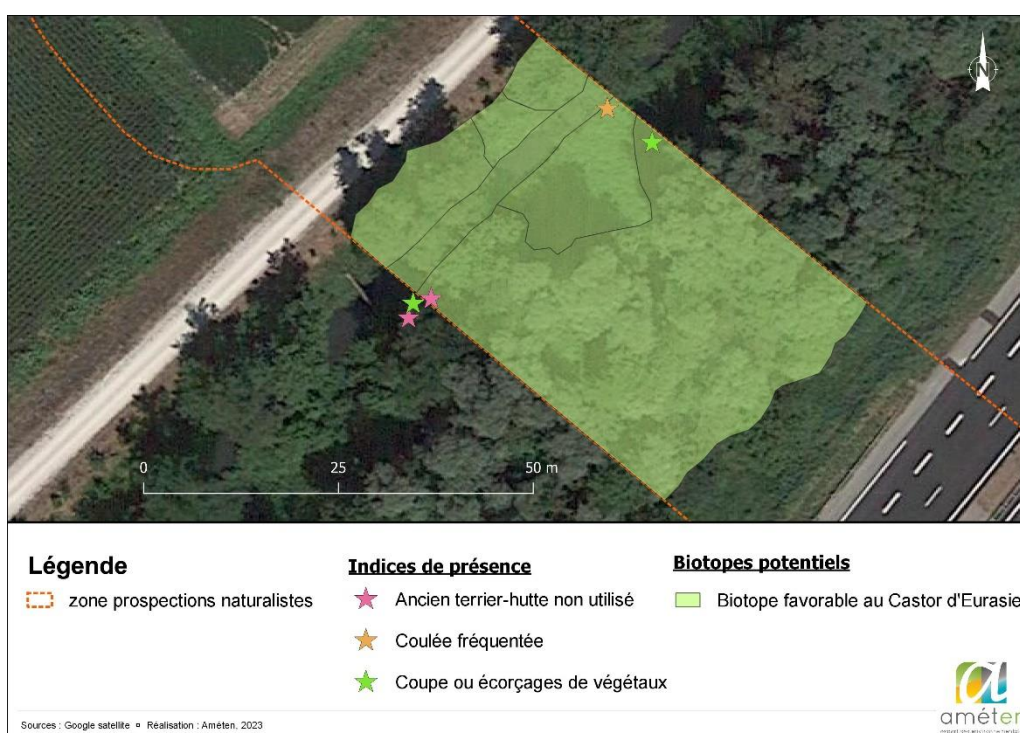 N
0 25 50 m
Légende
zone prospections naturalistes
Indices de présence
Ancien terrier-hutte non utilisé
Coulée fréquentée
Coupe ou écorçages de végétaux
Biotopes potentiels
Biotope favorable au Castor d'Eurasie
améten
Sources : Google satellite ¤ Réalisation : Améten, 2023